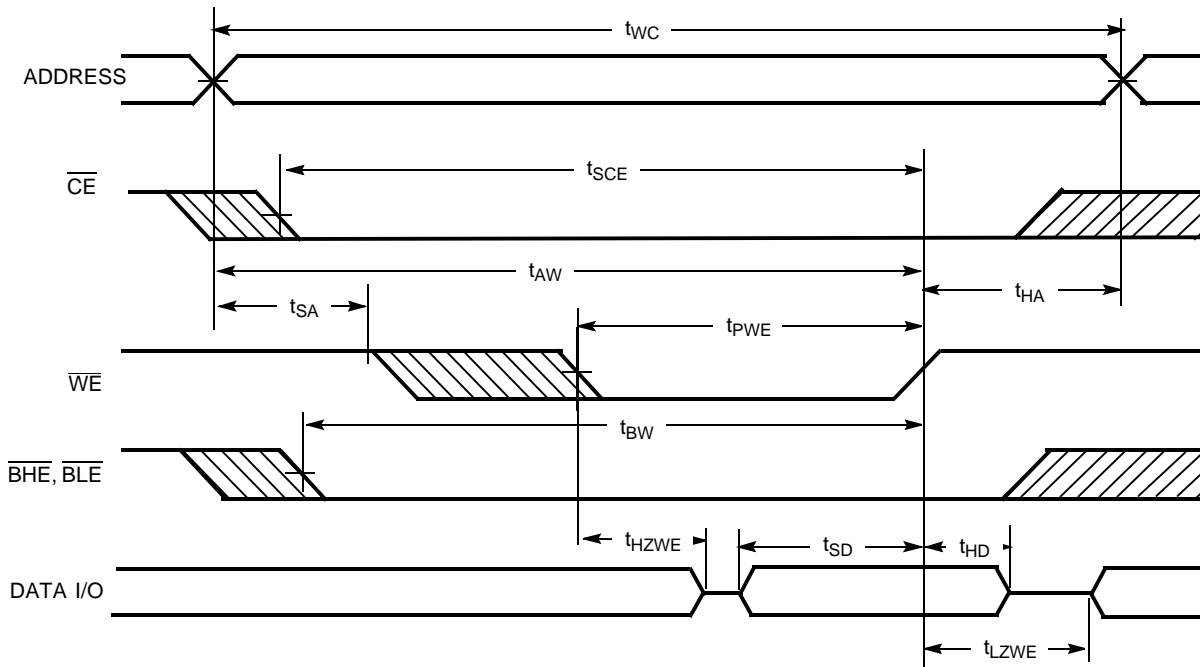 tWC
ADDRESS
tSCE
CE
tAW
tHA
tSA
tPWE
WE
tBW
BHE, BLE
tHZWE
tSD
tHD
DATA I/O
tLZWE